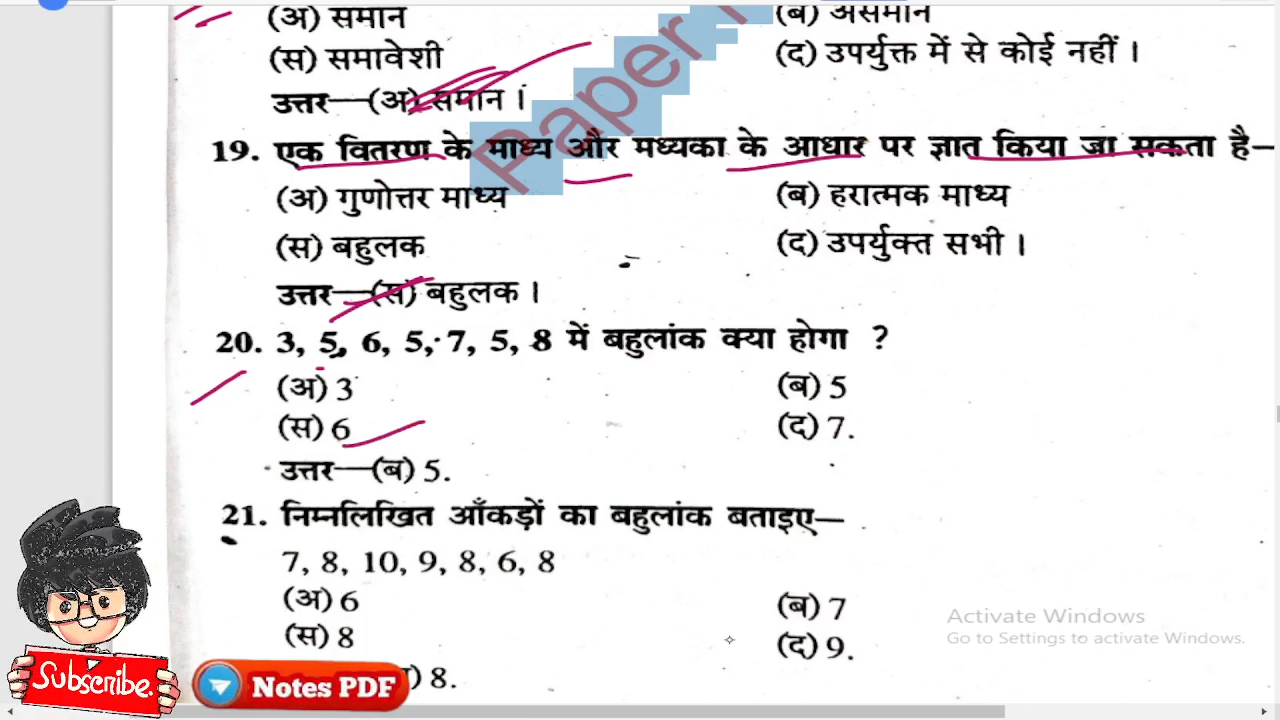 (अ) समान (ब) असमान
(स) समावेशी (द) उपर्युक्त में से कोई नहीं ।
उत्तर—(अ) समान ।
19. एक वितरण के माध्य और मध्यका के आधार पर ज्ञात किया जा सकता है—
(अ) गुणोत्तर माध्य (ब) हरात्मक माध्य
(स) बहुलक (द) उपर्युक्त सभी ।
उत्तर—(स) बहुलक ।
20. 3, 5, 6, 5, 7, 5, 8 में बहुलांक क्या होगा ?
(अ) 3 (ब) 5
(स) 6 (द) 7.
उत्तर—(ब) 5.
21. निम्नलिखित आँकड़ों का बहुलांक बताइए—
7, 8, 10, 9, 8, 6, 8
(अ) 6 (ब) 7
(स) 8 (द) 9.
) 8.
Paper
Activate Windows
Go to Settings to activate Windows.
Subscribe.
Notes PDF